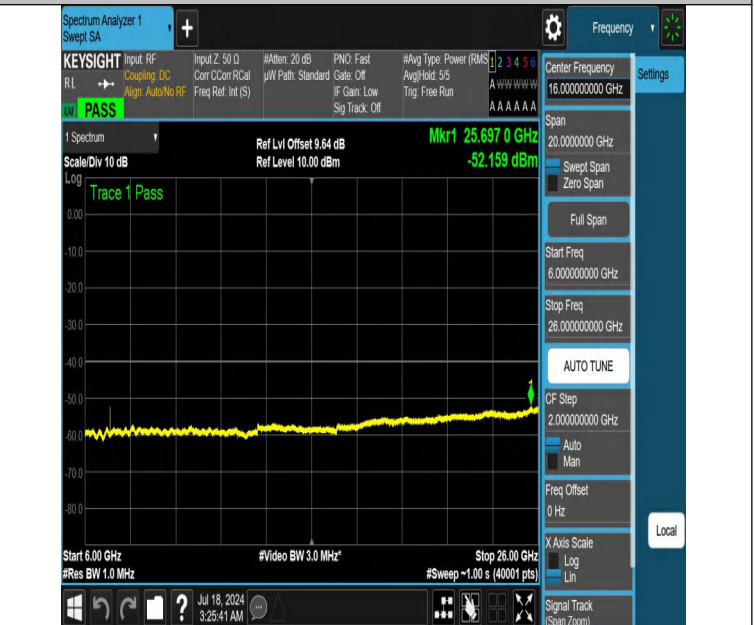 Spectrum Analyzer 1
Swept SA
+
Frequency
KEYSIGHT
RL
PASS
Input: RF
Coupling: DC
Align: Auto/No RF
Input Z: 50 Ω
Corr CCorr RCal
Freq Ref: Int (S)
#Atten: 20 dB
µW Path: Standard
PNO: Fast
Gate: Off
IF Gain: Low
Sig Track: Off
#Avg Type: Power (RMS
Avg|Hold: 5/5
Trig: Free Run
1 2 3 4 5 6
A W W W W W
A A A A A A
1 Spectrum
Scale/Div 10 dB
Ref Lvl Offset 9.64 dB
Ref Level 10.00 dBm
Mkr1 25.697 0 GHz
-52.159 dBm
Log
Trace 1 Pass
0.00
-10.0
-20.0
-30.0
-40.0
-50.0
-60.0
-70.0
-80.0
1
Start 6.00 GHz
#Res BW 1.0 MHz
#Video BW 3.0 MHz*
Stop 26.00 GHz
#Sweep ~1.00 s (40001 pts)
?
Jul 18, 2024
3:25:41 AM
Center Frequency
16.000000000 GHz
Settings
Span
20.0000000 GHz
Swept Span
Zero Span
Full Span
Start Freq
6.000000000 GHz
Stop Freq
26.000000000 GHz
AUTO TUNE
CF Step
2.000000000 GHz
Auto
Man
Freq Offset
0 Hz
X Axis Scale
Log
Lin
Local
Signal Track
(Span Zoom)